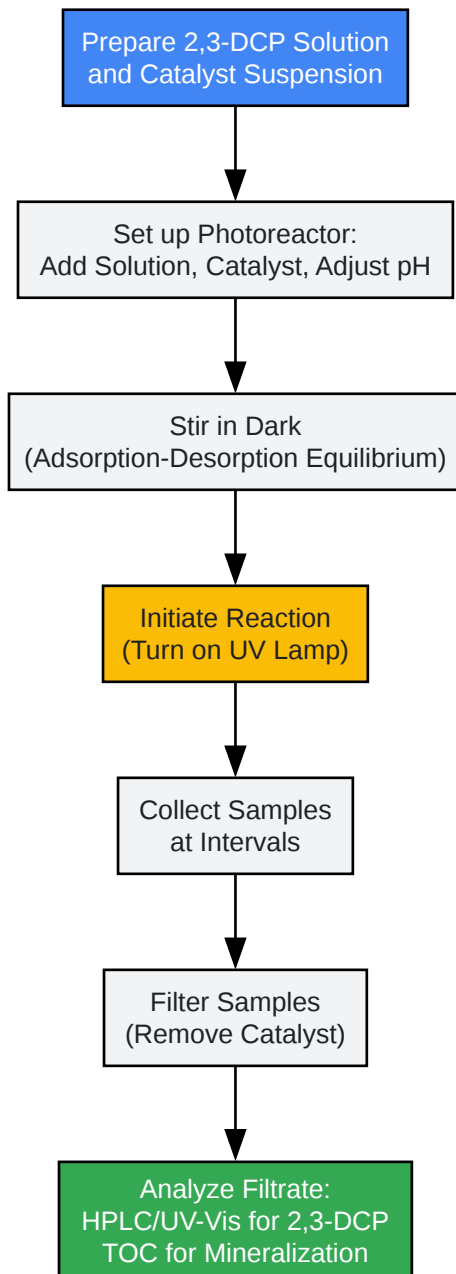 Prepare 2,3-DCP Solution
and Catalyst Suspension
Set up Photoreactor:
Add Solution, Catalyst, Adjust pH
Stir in Dark
(Adsorption-Desorption Equilibrium)
Initiate Reaction
(Turn on UV Lamp)
Collect Samples
at Intervals
Filter Samples
(Remove Catalyst)
Analyze Filtrate:
HPLC/UV-Vis for 2,3-DCP
TOC for Mineralization